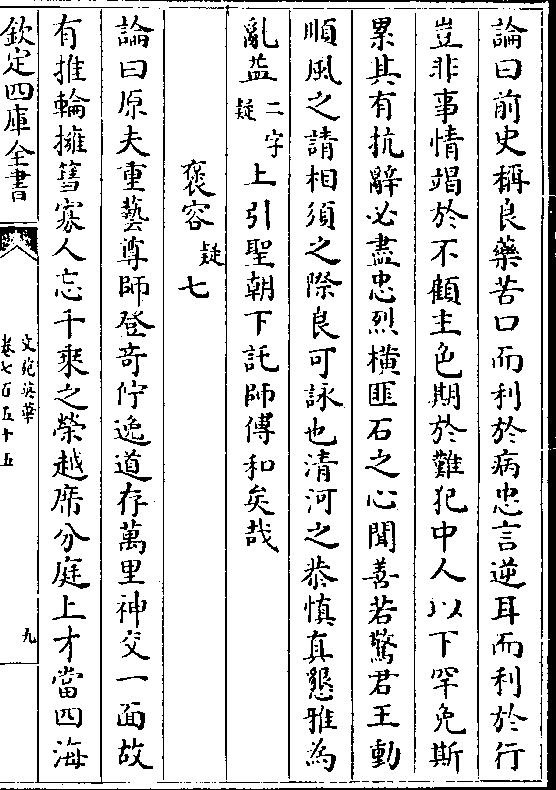 論曰前史稱良藥苦口而利於病忠言逆耳而利於行
豈非事情竭於不顧主色期於難犯中人以下罕免斯
累其有抗辭必盡忠烈橫匪石之心聞善若驚君王動
順風之請相須之際良可詠也清河之恭慎真懇雅為
亂葢二字疑上引聖朝下託師傅和矣哉
褒容疑七
論曰原夫重藝尊師登竒佇逸道存萬里神交一面故
有推輪擁篲寡人忘千乘之榮越席分庭上才當四海
欽定四庫全書
文苑英華
卷七百五十五
九